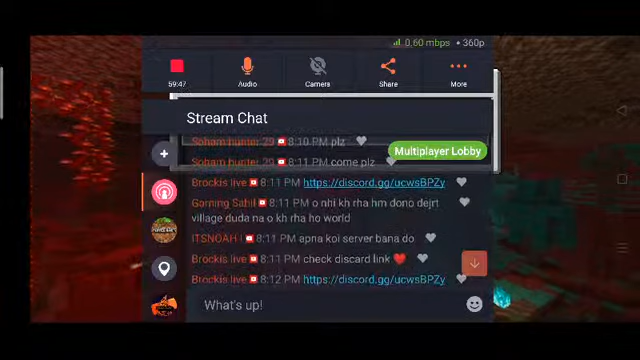 0.60 mbps • 360p
59:47
Audio
Camera
Share
More
Stream Chat
Soham hunter 29 8:10 PM plz
Multiplayer Lobby
Soham hunter 29 8:11 PM come plz
Brockis live 8:11 PM https://discord.gg/ucwsBPZy
Gaming Sahil 8:11 PM o nhi kh rha hm dono dejrt
village duda na o kh rha ho world
ITSNOAH ! 8:11 PM apna koi server bana do
Brockis live 8:11 PM check discard link
Brockis live 8:12 PM https://discord.gg/ucwsBPZy
What's up!